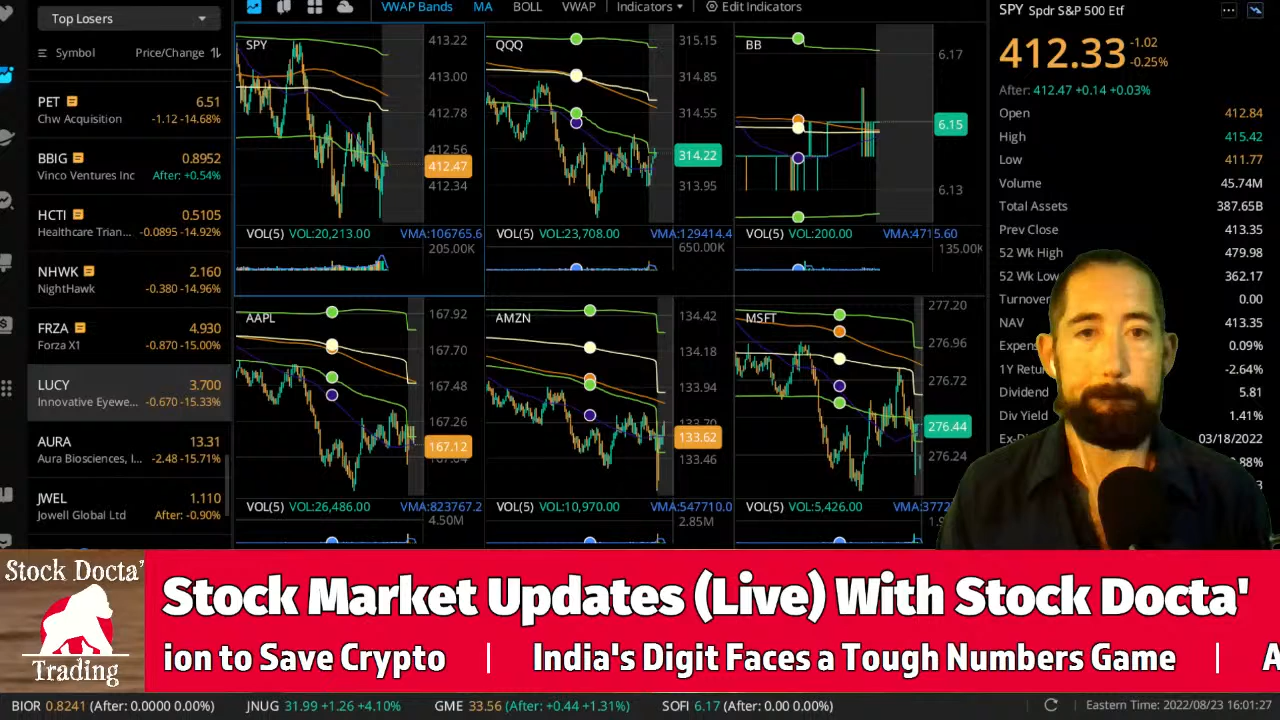 Top Losers
Symbol Price/Change
PET 6.51
Chw Acquisition -1.12 -14.68%
BBIG 0.8952
Vinco Ventures Inc After: +0.54%
HCTI 0.5105
Healthcare Trian... -0.0895 -14.92%
NHWK 2.160
NightHawk -0.380 -14.96%
FRZA 4.930
Forza X1 -0.870 -15.00%
LUCY 3.700
Innovative Eyewe... -0.670 -15.33%
AURA 13.31
Aura Biosciences, I... -2.48 -15.71%
JWEL 1.110
Jowell Global Ltd After: -0.90%
VWAP Bands MA BOLL VWAP Indicators Edit Indicators
SPY
413.22
413.00
412.78
412.56
412.47
412.34
VOL(5) VOL:20,213.00 VMA:106765.6
205.00K
QQQ
315.15
314.85
314.55
314.22
313.95
VOL(5) VOL:23,708.00 VMA:129414.4
650.00K
BB
6.17
6.15
6.13
VOL(5) VOL:200.00 VMA:4715.60
135.00K
AAPL
167.92
167.70
167.48
167.26
167.12
VOL(5) VOL:26,486.00 VMA:823767.2
4.50M
AMZN
134.42
134.18
133.94
133.70
133.62
133.46
VOL(5) VOL:10,970.00 VMA:547710.0
2.85M
MSFT
277.20
276.96
276.72
276.44
276.24
VOL(5) VOL:5,426.00 VMA:3772
SPY Spdr S&P 500 Etf
412.33 -1.02
-0.25%
After: 412.47 +0.14 +0.03%
Open 412.84
High 415.42
Low 411.77
Volume 45.74M
Total Assets 387.65B
Prev Close 413.35
52 Wk High 479.98
52 Wk Low 362.17
Turnover 0.00
NAV 413.35
Expens 0.09%
1Y Retur -2.64%
Dividend 5.81
Div Yield 1.41%
Ex-D 03/18/2022
.88%
3
Stock Docta'
Trading
Stock Market Updates (Live) With Stock Docta'
ion to Save Crypto | India's Digit Faces a Tough Numbers Game | A
BIOR 0.8241 (After: 0.0000 0.00%) JNUG 31.99 +1.26 +4.10% GME 33.56 (After: +0.44 +1.31%) SOFI 6.17 (After: 0.00 0.00%) Eastern Time: 2022/08/23 16:01:27